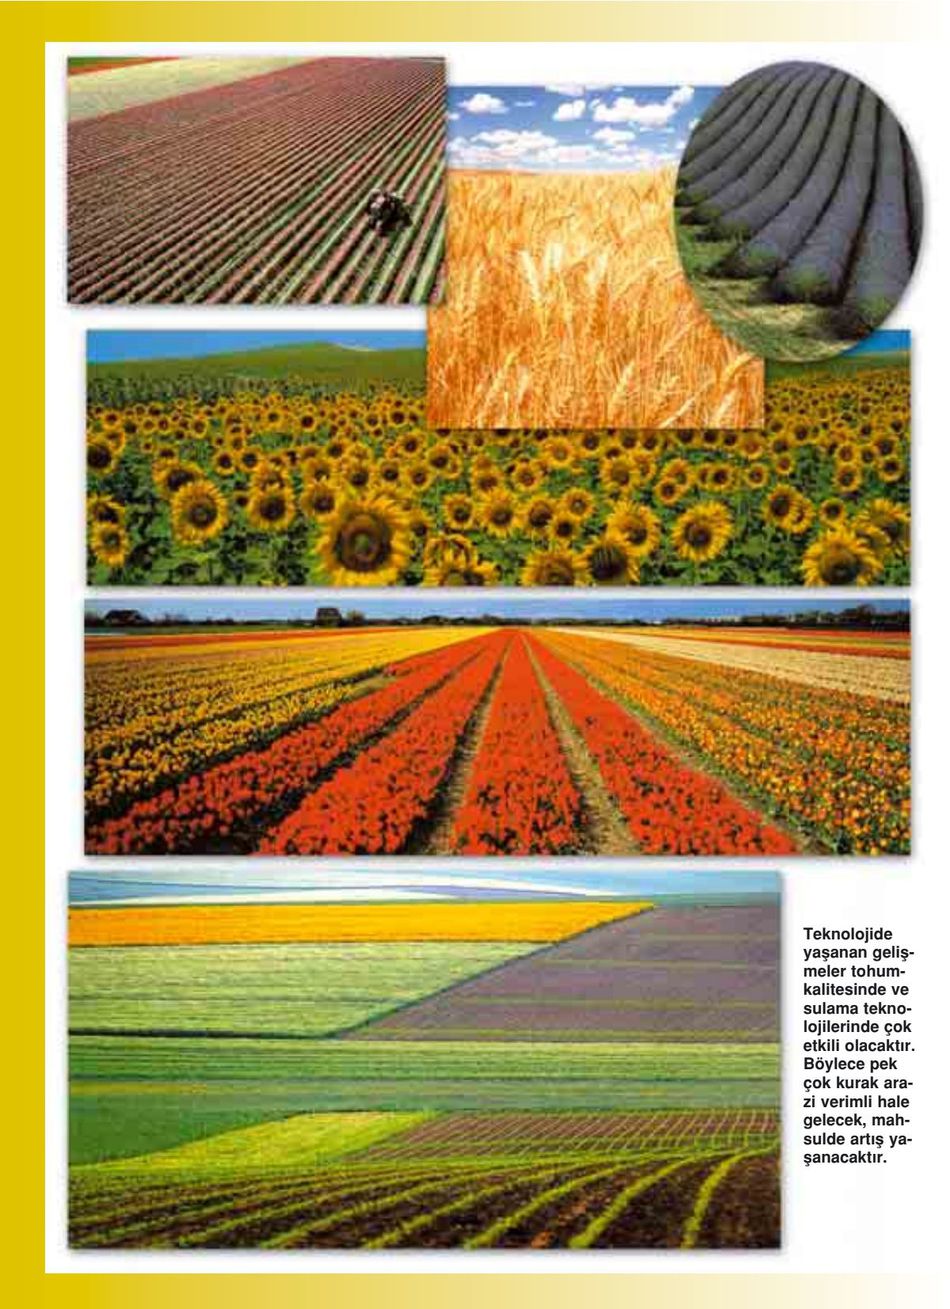 Teknolojide
yaşanan geliş-
meler tohum-
kalitesinde ve
sulama tekno-
lojilerinde çok
etkili olacaktır.
Böylece pek
çok kurak ara-
zi verimli hale
gelecek, mah-
sulde artış ya-
şanacaktır.